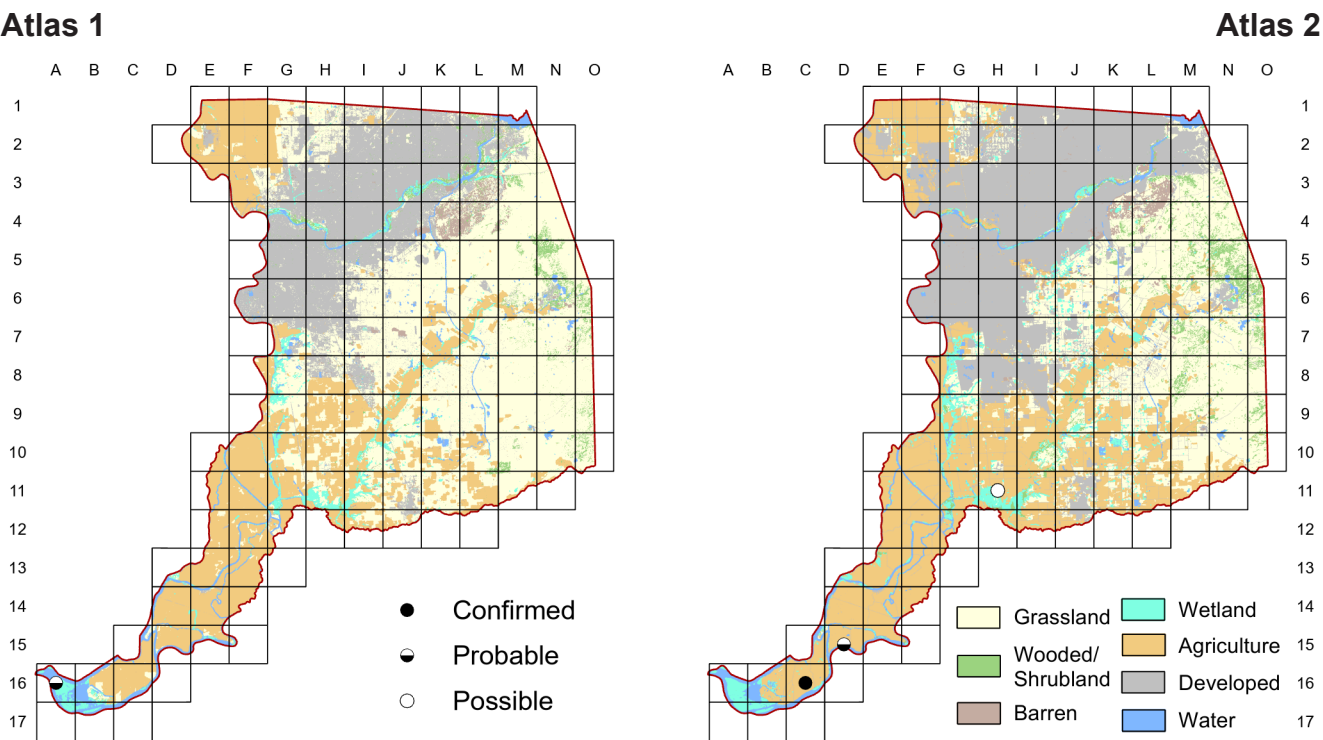 Atlas 1
Atlas 2
A B C D E F G H I J K L M N O
A B C D E F G H I J K L M N O
1
2
3
4
5
6
7
8
9
10
11
12
13
14
15
16
17
1
2
3
4
5
6
7
8
9
10
11
12
13
14
15
16
17
Confirmed
Probable
Possible
Grassland
Wooded/
Shrubland
Barren
Wetland
Agriculture
Developed
Water